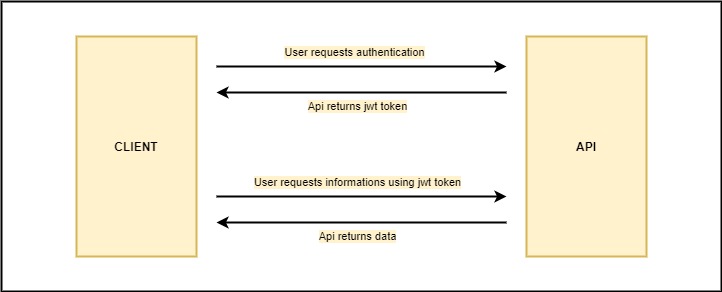 User requests authentication
Api returns jwt token
CLIENT
API
User requests informations using jwt token
Api returns data